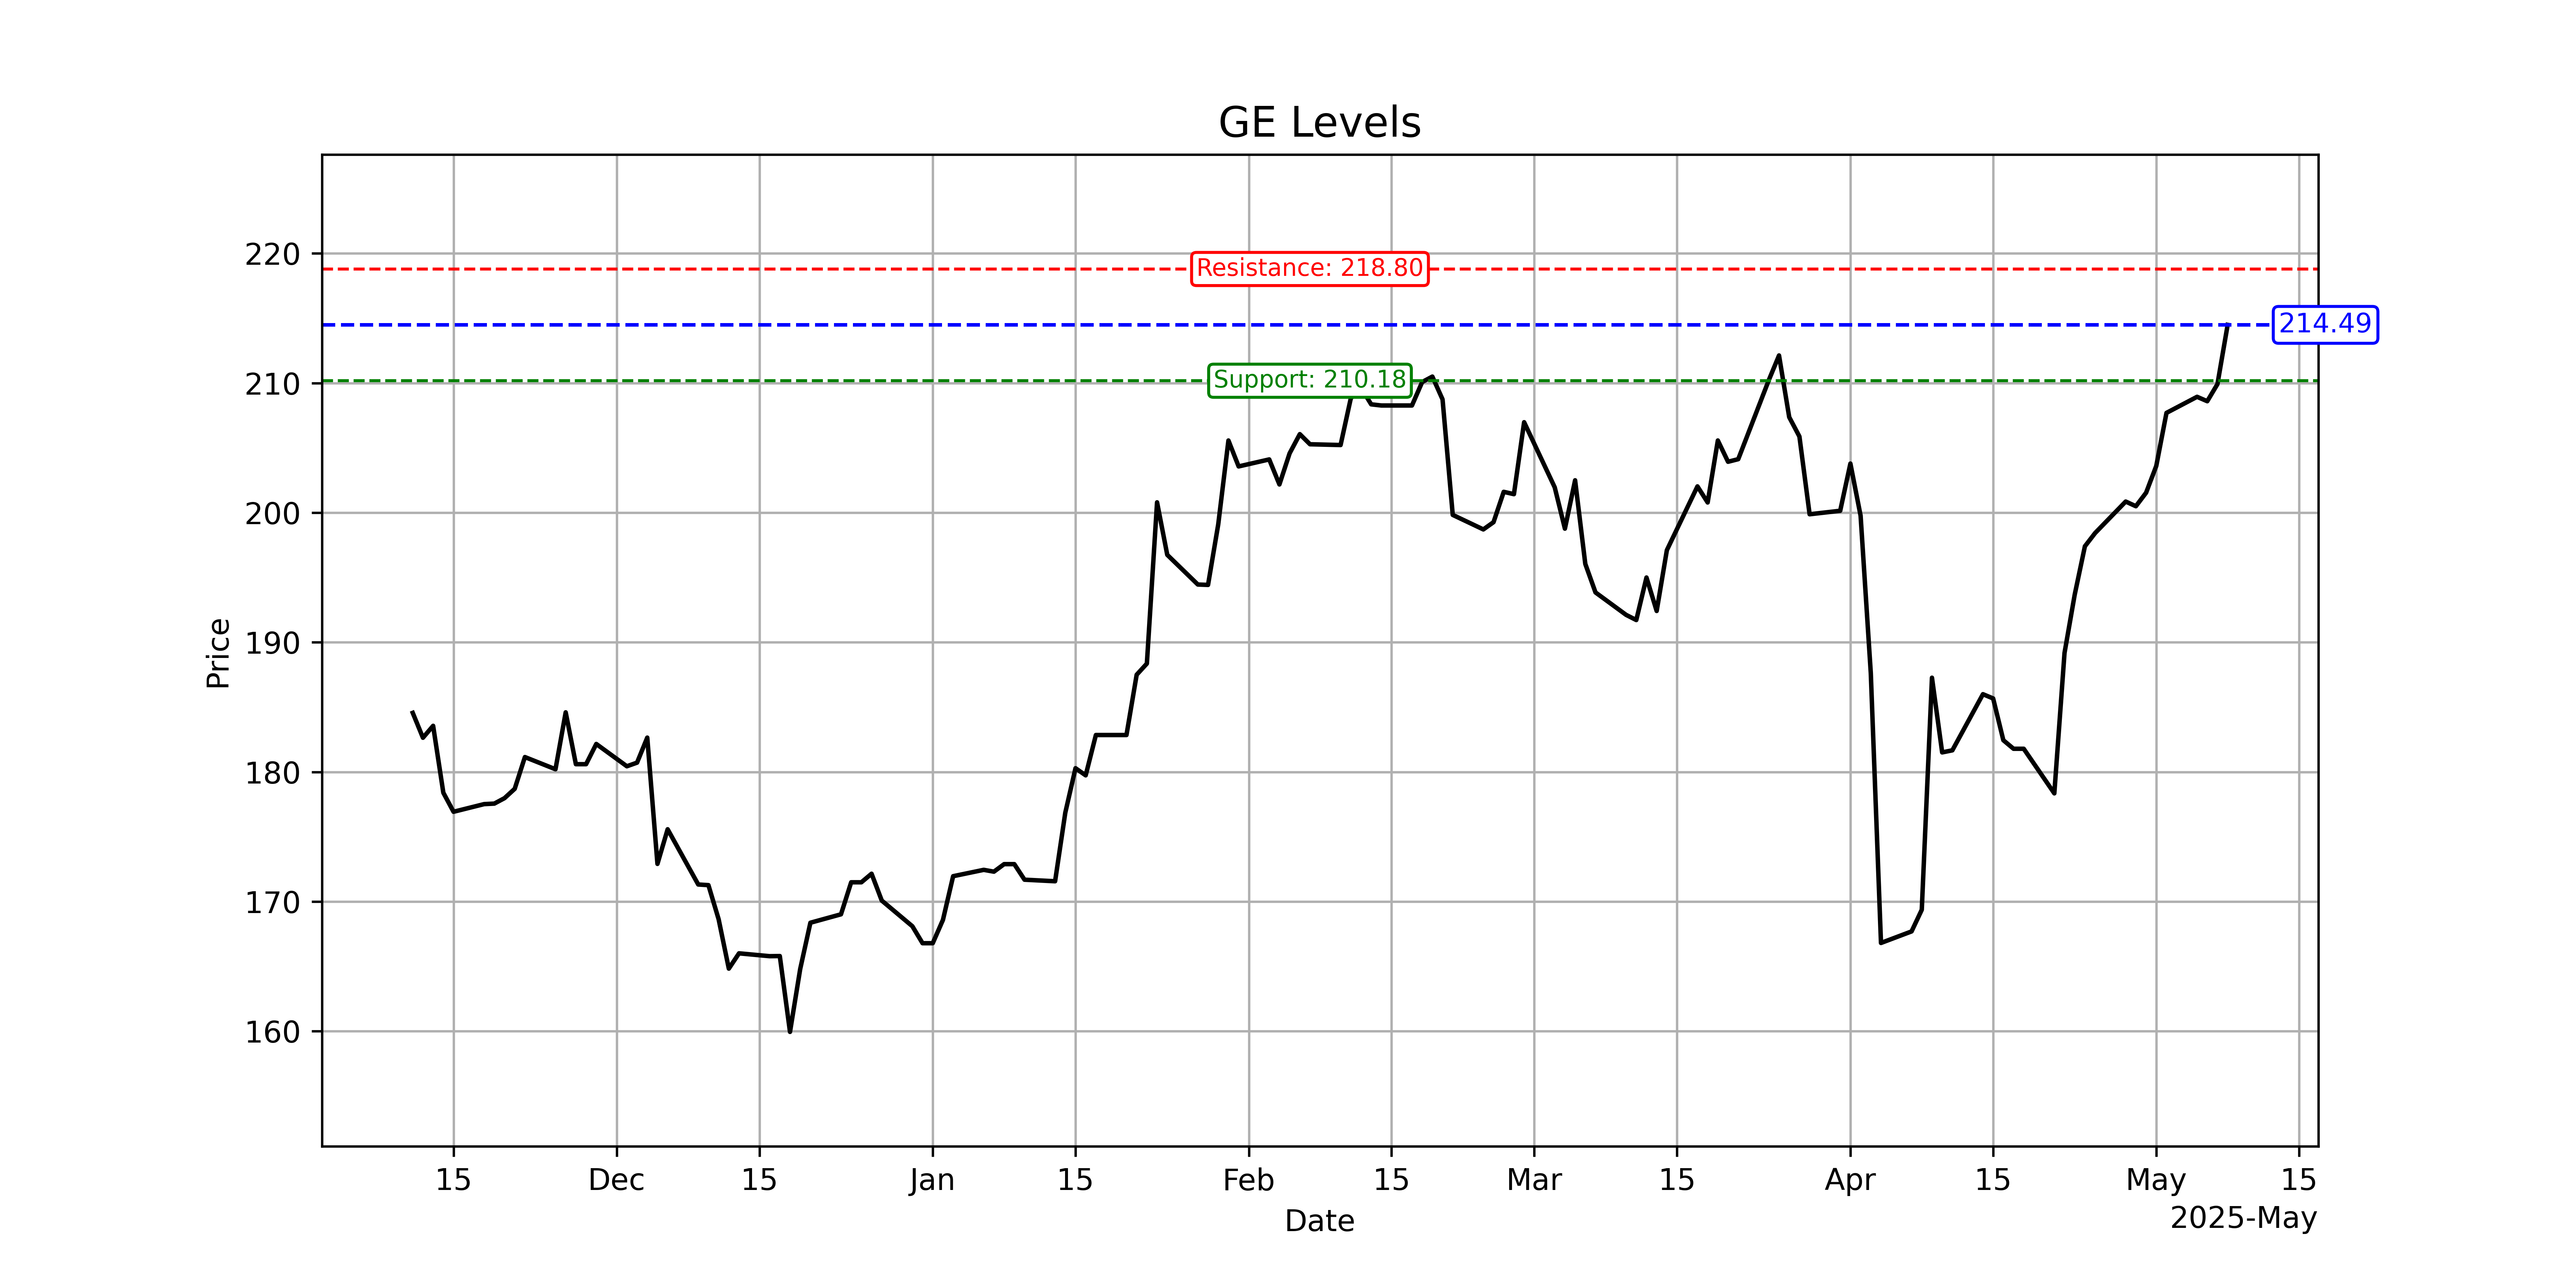 GE Levels
220
Resistance: 218.80
214.49
210
Support: 210.18
200
190
180
170
160
Price
15
Dec
15
Jan
15
Feb
15
Mar
15
Apr
15
May
15
Date
2025-May